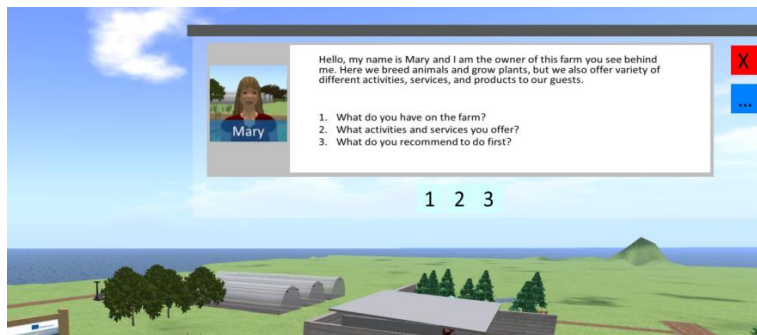 Hello, my name is Mary and I am the owner of this farm you see behind
me. Here we breed animals and grow plants, but we also offer variety of
different activities, services, and products to our guests.
Mary
1. What do you have on the farm?
2. What activities and services you offer?
3. What do you recommend to do first?
X
...
1 2 3